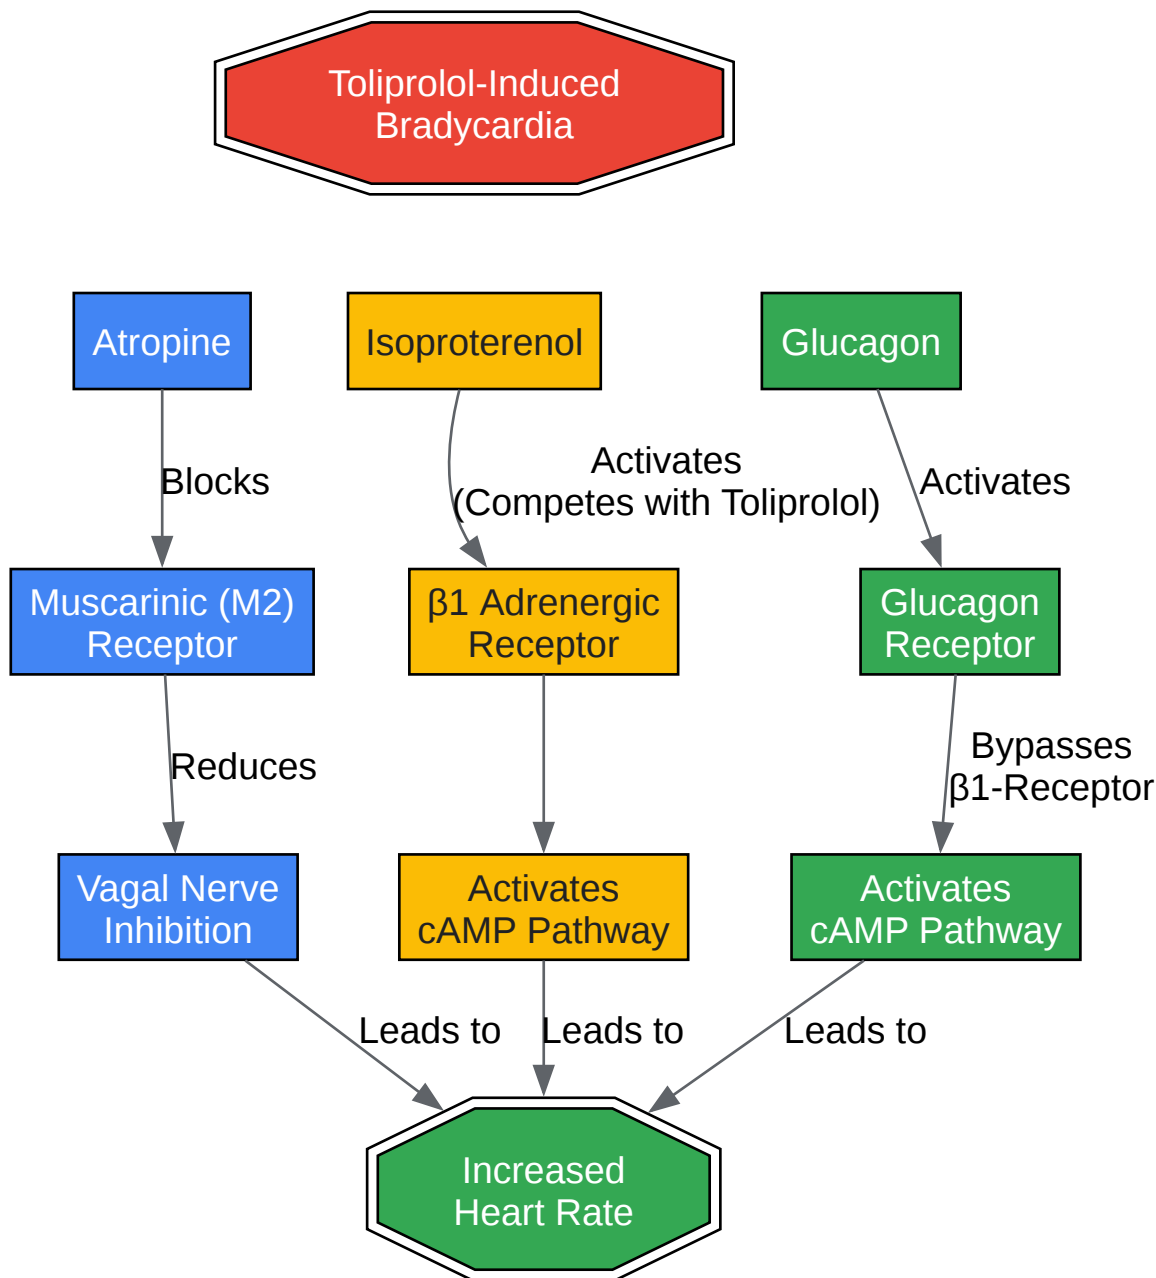 Toliprolol-Induced
Bradycardia
Atropine
Isoproterenol
Glucagon
Blocks
Activates
(Competes with Toliprolol)
Activates
Muscarinic (M2)
Receptor
β1 Adrenergic
Receptor
Glucagon
Receptor
Reduces
Bypasses
β1-Receptor
Vagal Nerve
Inhibition
Activates
cAMP Pathway
Activates
cAMP Pathway
Leads to
Leads to
Leads to
Increased
Heart Rate